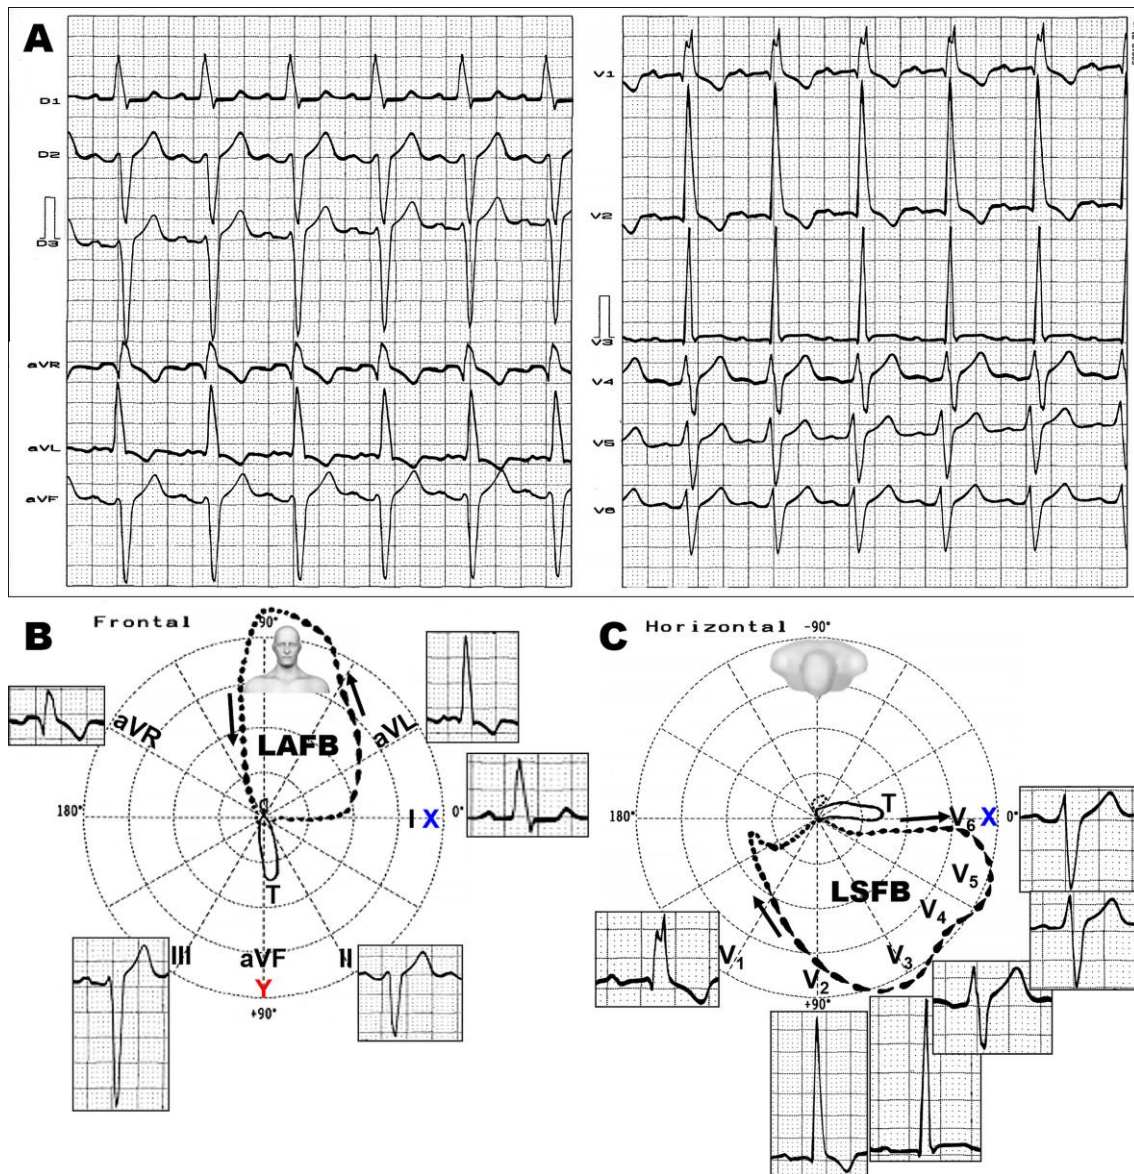 A
D1
D2
D3
aVR
aVL
aVF
V1
V2
V3
V4
V5
V6
B
Frontal
-90°
aVR
aVL
LAFB
180°
I X
0°
T
III
aVF
II
Y
+90°
C
Horizontal
-90°
180°
T
V6 X
0°
V5
LSFB
V4
V3
V1
V2
+90°